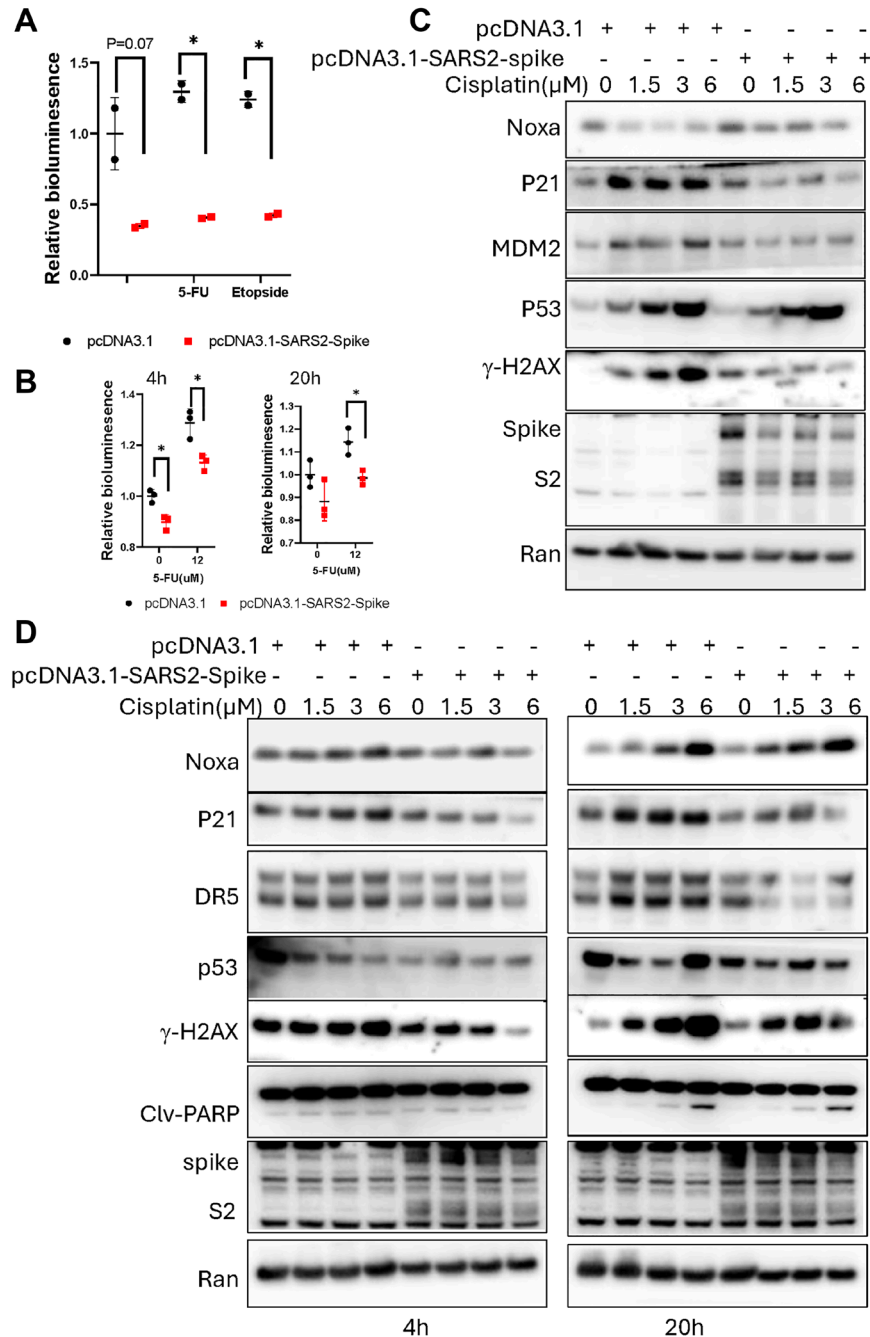 A
P=0.07
*
*
Relative bioluminesence
1.5
1.0
0.5
0.0
5-FU
Etopside
pcDNA3.1
pcDNA3.1-SARS2-Spike
B
4h
20h
Relative bioluminesence
1.4
1.2
1.0
0.8
*
*
0
12
5-FU(uM)
Relative bioluminesence
1.3
1.2
1.1
1.0
0.9
0.8
0.7
*
0
12
5-FU(uM)
pcDNA3.1
pcDNA3.1-SARS2-Spike
C
pcDNA3.1 + + + + - - - -
pcDNA3.1-SARS2-spike - - - - + + + +
Cisplatin(μM) 0 1.5 3 6 0 1.5 3 6
Noxa
P21
MDM2
P53
γ-H2AX
Spike
S2
Ran
D
pcDNA3.1 + + + + - - - - + + + + - - - -
pcDNA3.1-SARS2-Spike - - - - + + + + - - - - + + + +
Cisplatin(μM) 0 1.5 3 6 0 1.5 3 6 0 1.5 3 6 0 1.5 3 6
Noxa
P21
DR5
p53
γ-H2AX
Clv-PARP
spike
S2
Ran
4h
20h